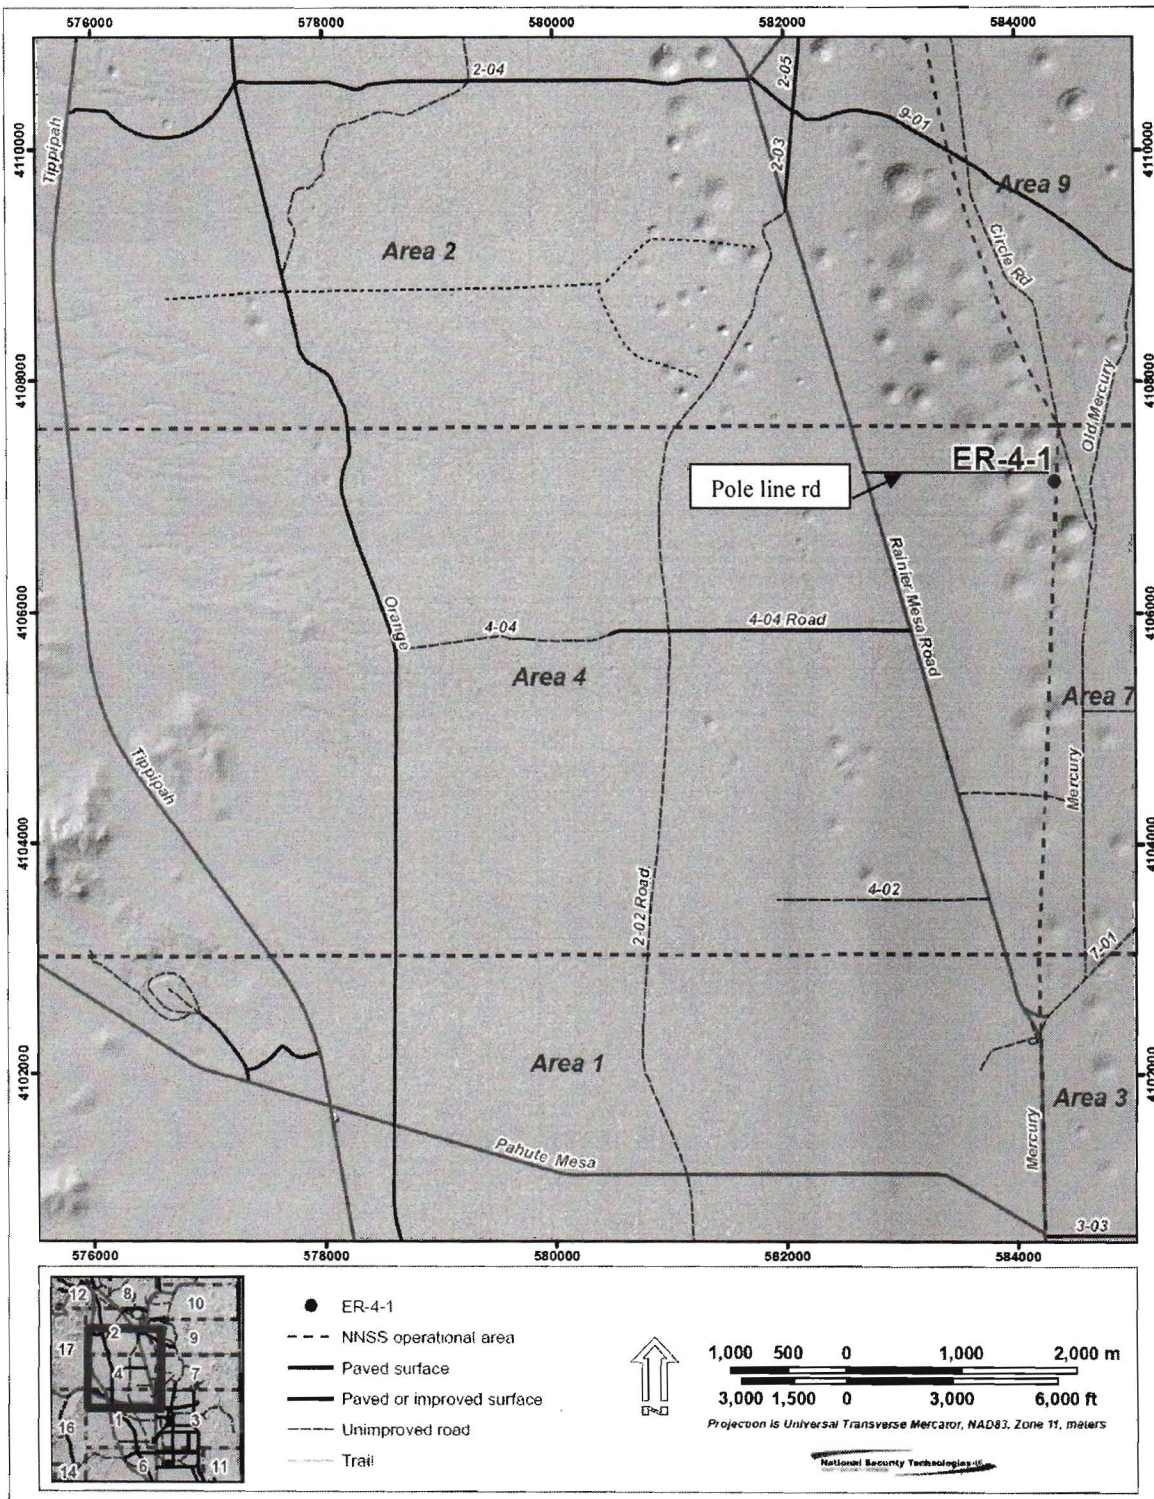 576000
578000
580000
582000
584000
2-04
2-05
9-01
Tippipah
4110000
4110000
2-03
Area 9
Area 2
Circle Rd
4108000
4108000
Old Mercury
ER-4-1
Pole line rd
Rainier Mesa Road
4106000
4106000
Orange
4-04
4-04 Road
Area 4
Area 7
Tippipah
Mercury
4104000
4104000
4-02
2-02 Road
7-01
4102000
4102000
Area 1
Area 3
Mercury
Pahute Mesa
3-03
576000
578000
580000
582000
584000
12
8
10
2
9
17
4
7
1
3
16
14
6
11
ER-4-1
NNSS operational area
Paved surface
Paved or improved surface
Unimproved road
Trail
1,000 500 0 1,000 2,000 m
3,000 1,500 0 3,000 6,000 ft
Projection is Universal Transverse Mercator, NAD83, Zone 11, meters
National Security Technologies